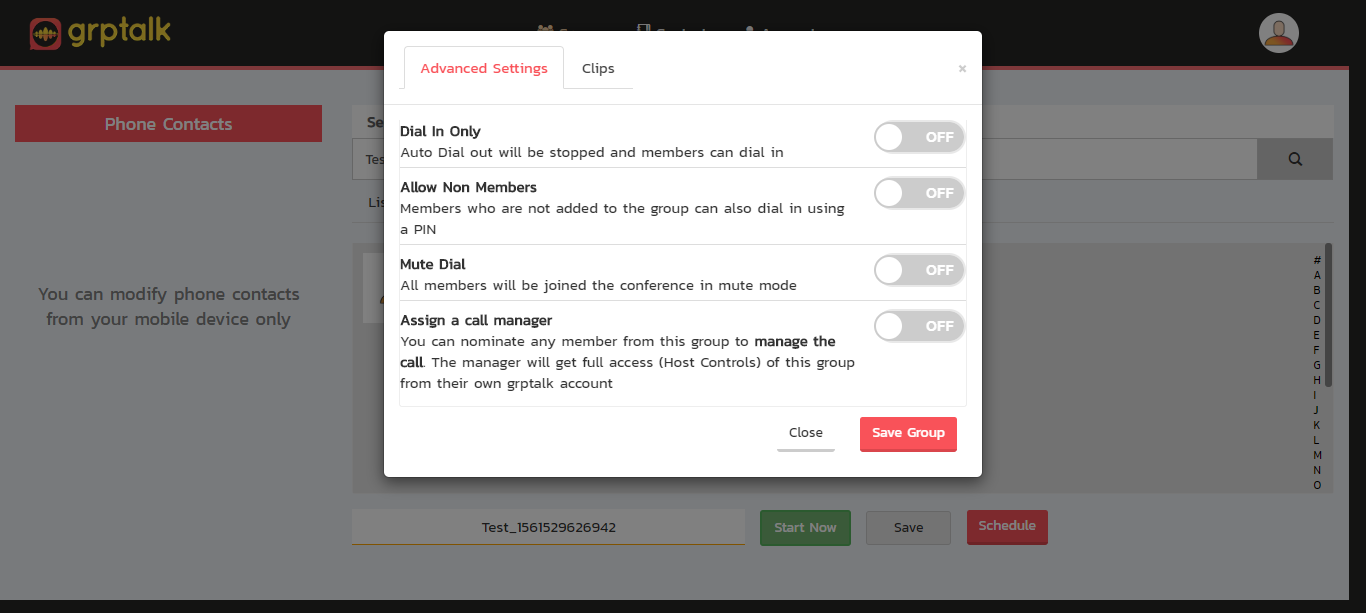 grptalk
Advanced Settings
Clips
×
Phone Contacts
Dial In Only
OFF
Auto Dial out will be stopped and members can dial in
Allow Non Members
OFF
Members who are not added to the group can also dial in using
a PIN
Mute Dial
OFF
All members will be joined the conference in mute mode
Assign a call manager
OFF
You can nominate any member from this group to manage the
call. The manager will get full access (Host Controls) of this group
from their own grptalk account
Close
Save Group
You can modify phone contacts
from your mobile device only
#
A
B
C
D
E
F
G
H
I
J
K
L
M
N
O
Test_1561529626942
Start Now
Save
Schedule